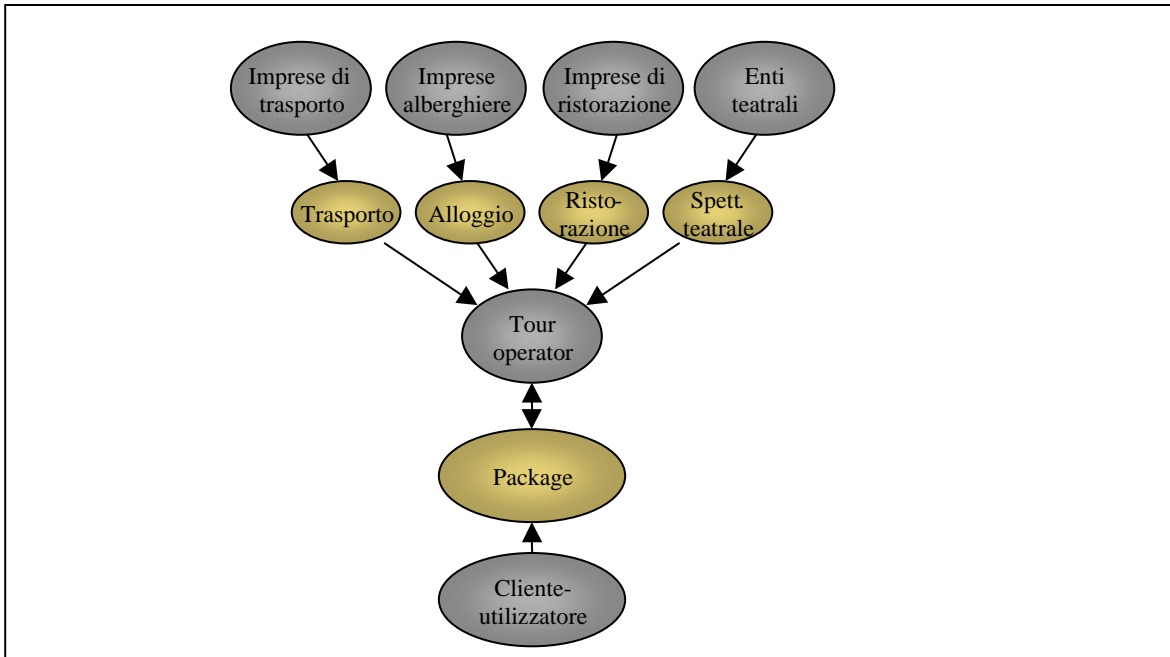 Imprese di
trasporto
Imprese
alberghiere
Imprese di
ristorazione
Enti
teatrali
Trasporto
Alloggio
Risto-
razione
Spett.
teatrale
Tour
operator
Package
Cliente-
utilizzatore